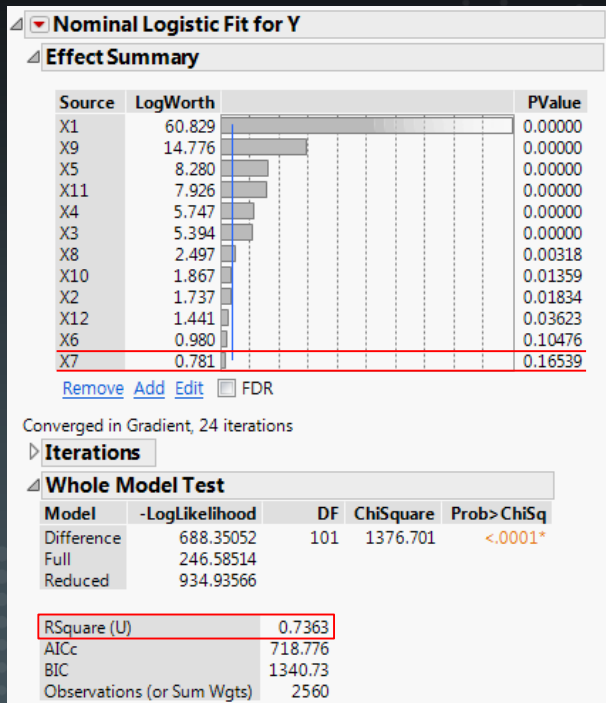 Nominal Logistic Fit for Y
Effect Summary
Source LogWorth PValue
X1 60.829 0.00000
X9 14.776 0.00000
X5 8.280 0.00000
X11 7.926 0.00000
X4 5.747 0.00000
X3 5.394 0.00000
X8 2.497 0.00318
X10 1.867 0.01359
X2 1.737 0.01834
X12 1.441 0.03623
X6 0.980 0.10476
X7 0.781 0.16539
Remove Add Edit FDR
Converged in Gradient, 24 iterations
Iterations
Whole Model Test
Model -LogLikelihood DF ChiSquare Prob>ChiSq
Difference 688.35052 101 1376.701 <.0001*
Full 246.58514
Reduced 934.93566
RSquare (U) 0.7363
AICc 718.776
BIC 1340.73
Observations (or Sum Wgts) 2560